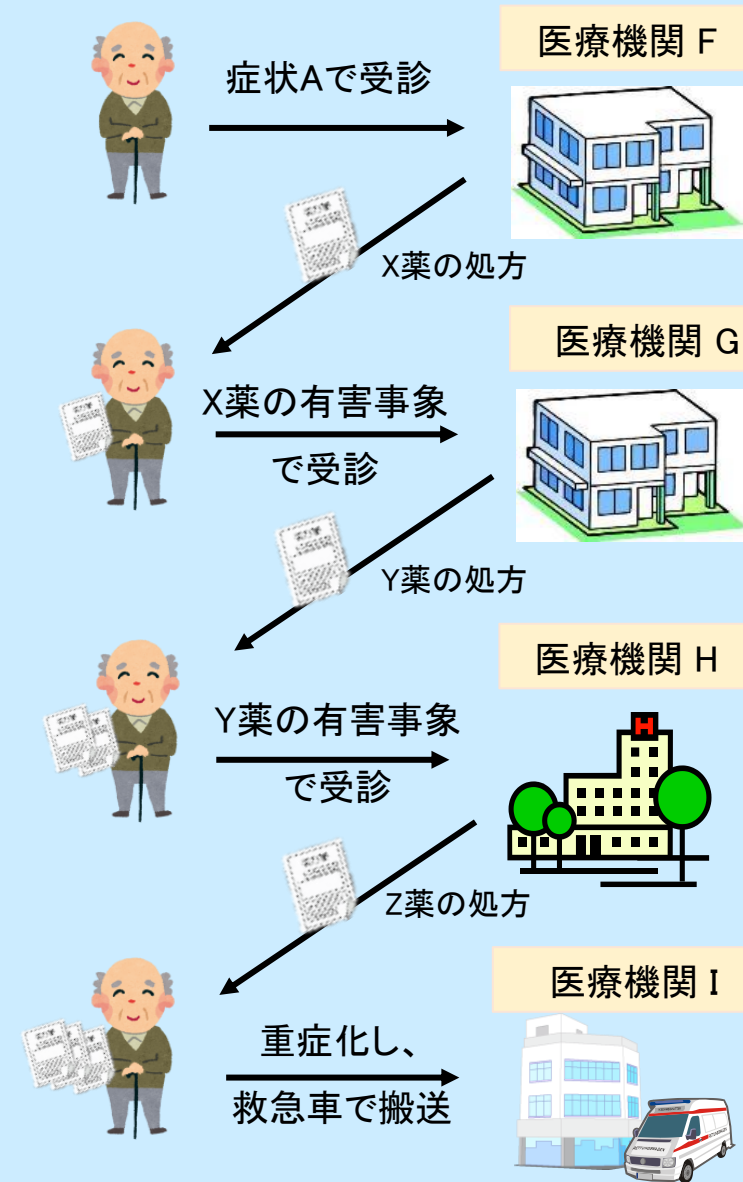 医療機関 F
症状Aで受診
X薬の処方
医療機関 G
X薬の有害事象
で受診
Y薬の処方
医療機関 H
H
Y薬の有害事象
で受診
Z薬の処方
医療機関 I
重症化し、
救急車で搬送